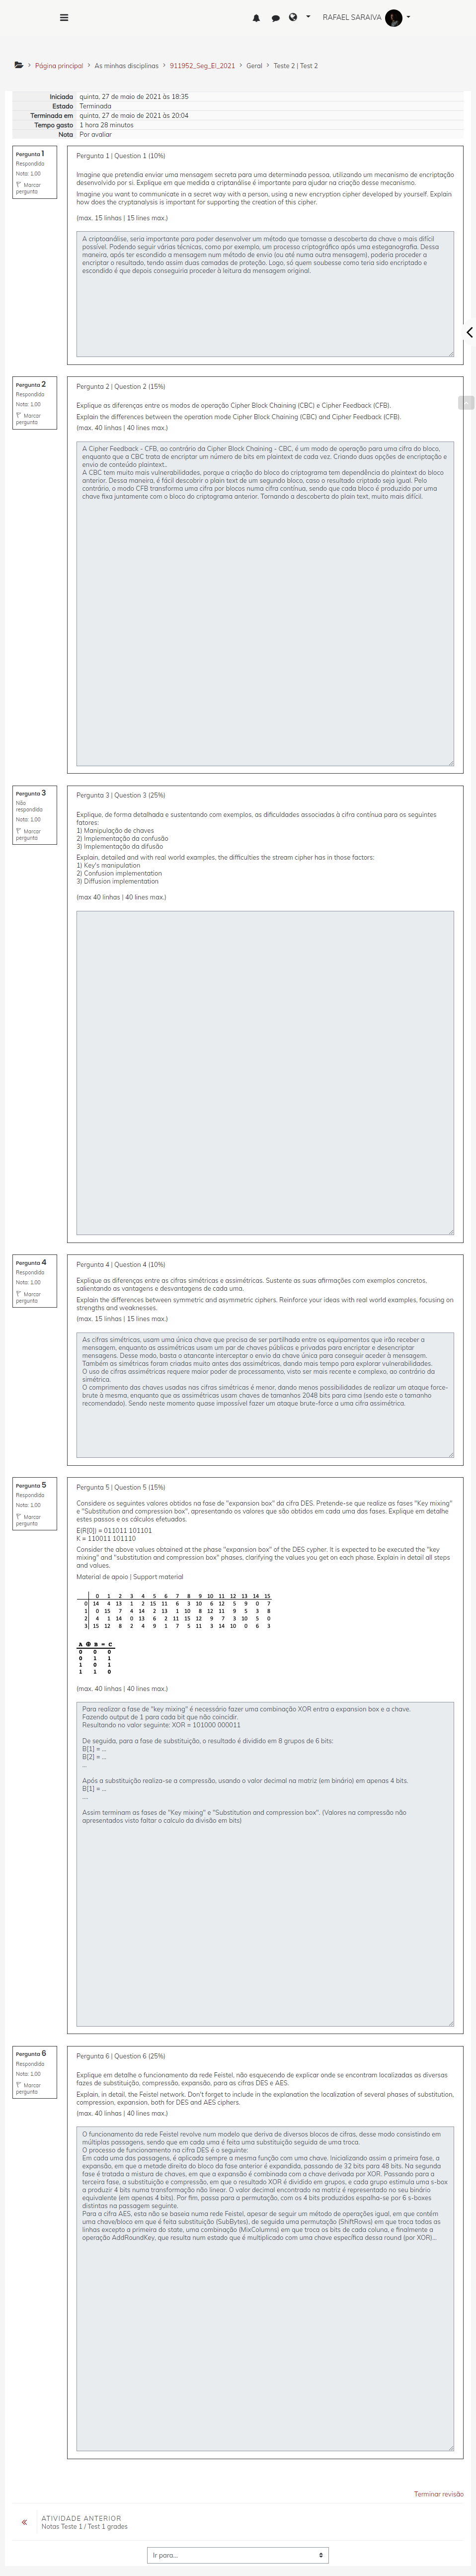 RAFAEL SARAIVA
Página principal > As minhas disciplinas > 911952_Seg_EI_2021 > Geral > Teste 2 | Test 2
Iniciada quinta, 27 de maio de 2021 às 18:35
Estado Terminada
Terminada em quinta, 27 de maio de 2021 às 20:04
Tempo gasto 1 hora 28 minutos
Nota Por avaliar
Pergunta 1
Respondida
Nota: 1,00
Marcar
pergunta
Pergunta 1 | Question 1 (10%)
Imagine que pretendia enviar uma mensagem secreta para uma determinada pessoa, utilizando um mecanismo de encriptação
desenvolvido por si. Explique em que medida a criptanálise é importante para ajudar na criação desse mecanismo.
Imagine you want to communicate in a secret way with a person, using a new encryption cipher developed by yourself. Explain
how does the cryptanalysis is important for supporting the creation of this cipher.
(max. 15 linhas | 15 lines max.)
A criptoanálise, seria importante para poder desenvolver um método que tornasse a descoberta da chave o mais difícil
possível. Podendo seguir várias técnicas, como por exemplo, um processo criptográfico após uma esteganografia. Dessa
maneira, após ter escondido a mensagem num método de envio (ou até numa outra mensagem), poderia proceder a
encriptar o resultado, tendo assim duas camadas de proteção. Logo, só quem soubesse como teria sido encriptado e
escondido é que depois conseguiria proceder à leitura da mensagem original.
Pergunta 2
Respondida
Nota: 1,00
Marcar
pergunta
Pergunta 2 | Question 2 (15%)
Explique as diferenças entre os modos de operação Cipher Block Chaining (CBC) e Cipher Feedback (CFB).
Explain the differences between the operation mode Cipher Block Chaining (CBC) and Cipher Feedback (CFB).
(max. 40 linhas | 40 lines max.)
A Cipher Feedback - CFB, ao contrário da Cipher Block Chaining - CBC, é um modo de operação para uma cifra do bloco,
enquanto que a CBC trata de encriptar um número de bits em plaintext de cada vez. Criando duas opções de encriptação e
envio de conteúdo plaintext..
A CBC tem muito mais vulnerabilidades, porque a criação do bloco do criptograma tem dependência do plaintext do bloco
anterior. Dessa maneira, é fácil descobrir o plain text de um segundo bloco, caso o resultado criptado seja igual. Pelo
contrário, o modo CFB transforma uma cifra por blocos numa cifra contínua, sendo que cada bloco é produzido por uma
chave fixa juntamente com o bloco do criptograma anterior. Tornando a descoberta do plain text, muito mais difícil.
Pergunta 3
Não
respondida
Nota: 1,00
Marcar
pergunta
Pergunta 3 | Question 3 (25%)
Explique, de forma detalhada e sustentando com exemplos, as dificuldades associadas à cifra contínua para os seguintes
fatores:
1) Manipulação de chaves
2) Implementação da confusão
3) Implementação da difusão
Explain, detailed and with real world examples, the difficulties the stream cipher has in those factors:
1) Key's manipulation
2) Confusion implementation
3) Diffusion implementation
(max 40 linhas | 40 lines max.)
Pergunta 4
Respondida
Nota: 1,00
Marcar
pergunta
Pergunta 4 | Question 4 (10%)
Explique as diferenças entre as cifras simétricas e assimétricas. Sustente as suas afirmações com exemplos concretos,
salientando as vantagens e desvantagens de cada uma.
Explain the differences between symmetric and asymmetric ciphers. Reinforce your ideas with real world examples, focusing on
strengths and weaknesses.
(max. 15 linhas | 15 lines max.)
As cifras simétricas, usam uma única chave que precisa de ser partilhada entre os equipamentos que irão receber a
mensagem, enquanto as assimétricas usam um par de chaves públicas e privadas para encriptar e desencriptar
mensagens. Desse modo, basta o atancante interceptar o envio da chave única para conseguir aceder à mensagem.
Também as simétricas foram criadas muito antes das assimétricas, dando mais tempo para explorar vulnerabilidades.
O uso de cifras assimétricas requere maior poder de processamento, visto ser mais recente e complexo, ao contrário da
simétrica.
O comprimento das chaves usadas nas cifras simétricas é menor, dando menos possibilidades de realizar um ataque force-
brute à mesma, enquanto que as assimétricas usam chaves de tamanhos 2048 bits para cima (sendo este o tamanho
recomendado). Sendo neste momento quase impossível fazer um ataque brute-force a uma cifra assimétrica.
Pergunta 5
Respondida
Nota: 1,00
Marcar
pergunta
Pergunta 5 | Question 5 (15%)
Considere os seguintes valores obtidos na fase de "expansion box" da cifra DES. Pretende-se que realize as fases "Key mixing"
e "Substitution and compression box", apresentando os valores que são obtidos em cada uma das fases. Explique em detalhe
estes passos e os cálculos efetuados.
E(R[0]) = 011011 101101
K = 110011 101110
Consider the above values obtained at the phase "expansion box" of the DES cypher. It is expected to be executed the "key
mixing" and "substitution and compression box" phases, clarifying the values you get on each phase. Explain in detail all steps
and values.
Material de apoio | Support material
0 1 2 3 4 5 6 7 8 9 10 11 12 13 14 15
0 14 4 13 1 2 15 11 6 3 10 6 12 5 9 0 7
1 0 15 7 4 14 2 13 1 10 8 12 11 9 5 3 8
2 4 1 14 0 13 6 2 11 15 12 9 7 3 10 5 0
3 15 12 8 2 4 9 1 7 5 11 3 14 10 0 6 3
A ⊕ B = C
0 0 0
0 1 1
1 0 1
1 1 0
(max. 40 linhas | 40 lines max.)
Para realizar a fase de "key mixing" é necessário fazer uma combinação XOR entra a expansion box e a chave.
Fazendo output de 1 para cada bit que não coincidir.
Resultando no valor seguinte: XOR = 101000 000011
De seguida, para a fase de substituição, o resultado é dividido em 8 grupos de 6 bits:
B[1] = ...
B[2] = ...
...
Após a substituição realiza-se a compressão, usando o valor decimal na matriz (em binário) em apenas 4 bits.
B[1] = ...
....
Assim terminam as fases de "Key mixing" e "Substitution and compression box". (Valores na compressão não
apresentados visto faltar o calculo da divisão em bits)
Pergunta 6
Respondida
Nota: 1,00
Marcar
pergunta
Pergunta 6 | Question 6 (25%)
Explique em detalhe o funcionamento da rede Feistel, não esquecendo de explicar onde se encontram localizadas as diversas
fazes de substituição, compressão, expansão, para as cifras DES e AES.
Explain, in detail, the Feistel network. Don't forget to include in the explanation the localization of several phases of substitution,
compression, expansion, both for DES and AES ciphers.
(max. 40 linhas | 40 lines max.)
O funcionamento da rede Feistel revolve num modelo que deriva de diversos blocos de cifras, desse modo consistindo em
múltiplas passagens, sendo que em cada uma é feita uma substituição seguida de uma troca.
O processo de funcionamento na cifra DES é o seguinte:
Em cada uma das passagens, é aplicada sempre a mesma função com uma chave. Inicializando assim a primeira fase, a
expansão, em que a metade direita do bloco da fase anterior é expandida, passando de 32 bits para 48 bits. Na segunda
fase é tratada a mistura de chaves, em que a expansão é combinada com a chave derivada por XOR. Passando para a
terceira fase, a substituição e compressão, em que o resultado XOR é dividido em grupos, e cada grupo estimula uma s-box
a produzir 4 bits numa transformação não linear. O valor decimal encontrado na matriz é representado no seu binário
equivalente (em apenas 4 bits). Por fim, passa para a permutação, com os 4 bits produzidos espalha-se por 6 s-boxes
distintas na passagem seguinte.
Para a cifra AES, esta não se baseia numa rede Feistel, apesar de seguir um método de operações igual, em que contém
uma chave/bloco em que é feita substituição (SubBytes), de seguida uma permutação (ShiftRows) em que troca todas as
linhas excepto a primeira do state, uma combinação (MixColumns) em que troca os bits de cada coluna, e finalmente a
operação AddRoundKey, que resulta num estado que é multiplicado com uma chave específica dessa round (por XOR)...
Terminar revisão
ATIVIDADE ANTERIOR
Notas Teste 1 / Test 1 grades
Ir para...